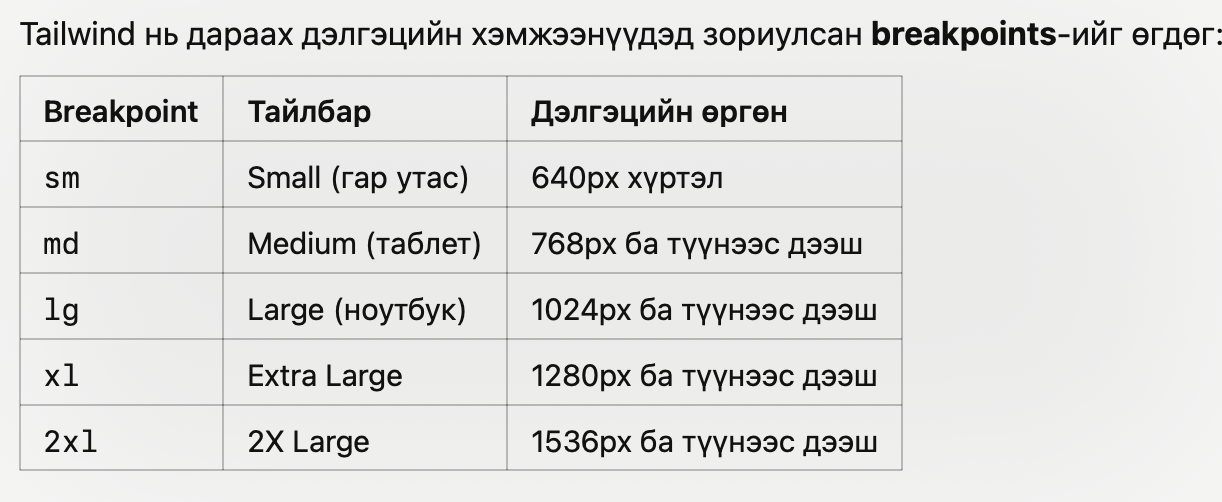 Tailwind нь дараах дэлгэцийн хэмжээнүүдэд зориулсан breakpoints-ийг өгдөг:
Breakpoint Тайлбар Дэлгэцийн өргөн
sm Small (гар утас) 640px хүртэл
md Medium (таблет) 768px ба түүнээс дээш
lg Large (ноутбук) 1024px ба түүнээс дээш
xl Extra Large 1280px ба түүнээс дээш
2xl 2X Large 1536px ба түүнээс дээш